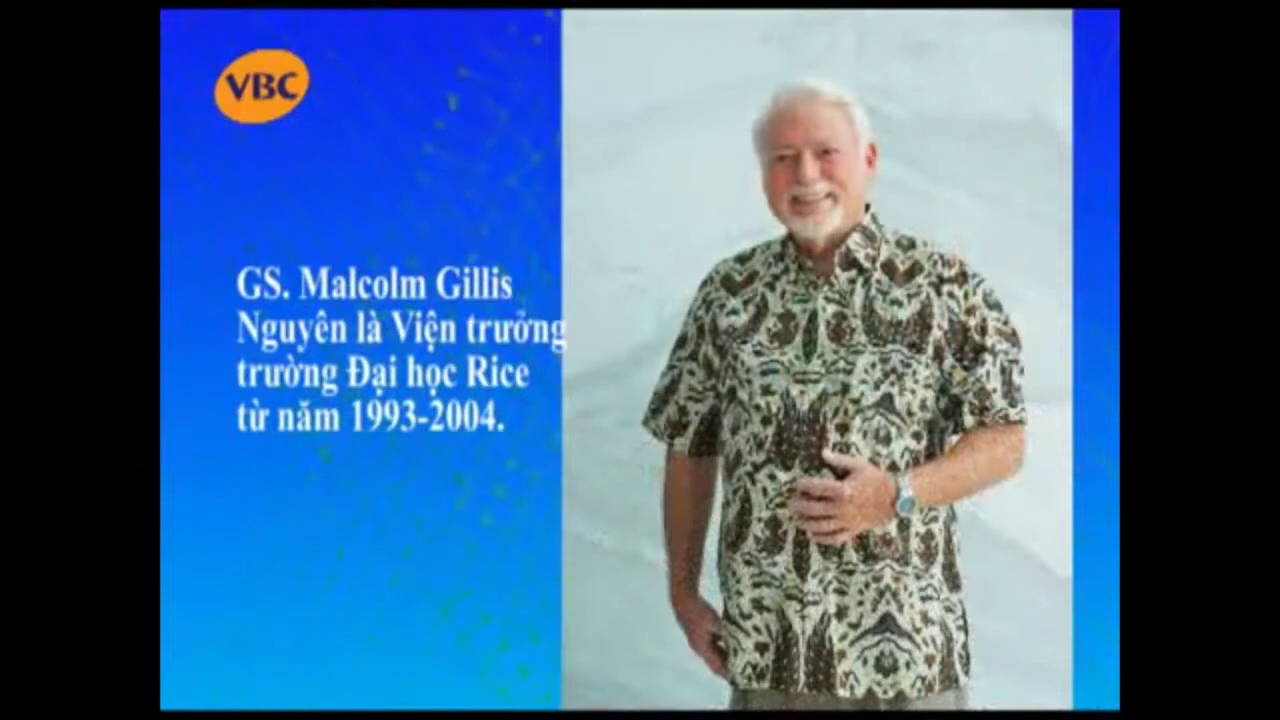 VBC
GS. Malcolm Gillis
Nguyên là Viện trưởng
trường Đại học Rice
từ năm 1993-2004.